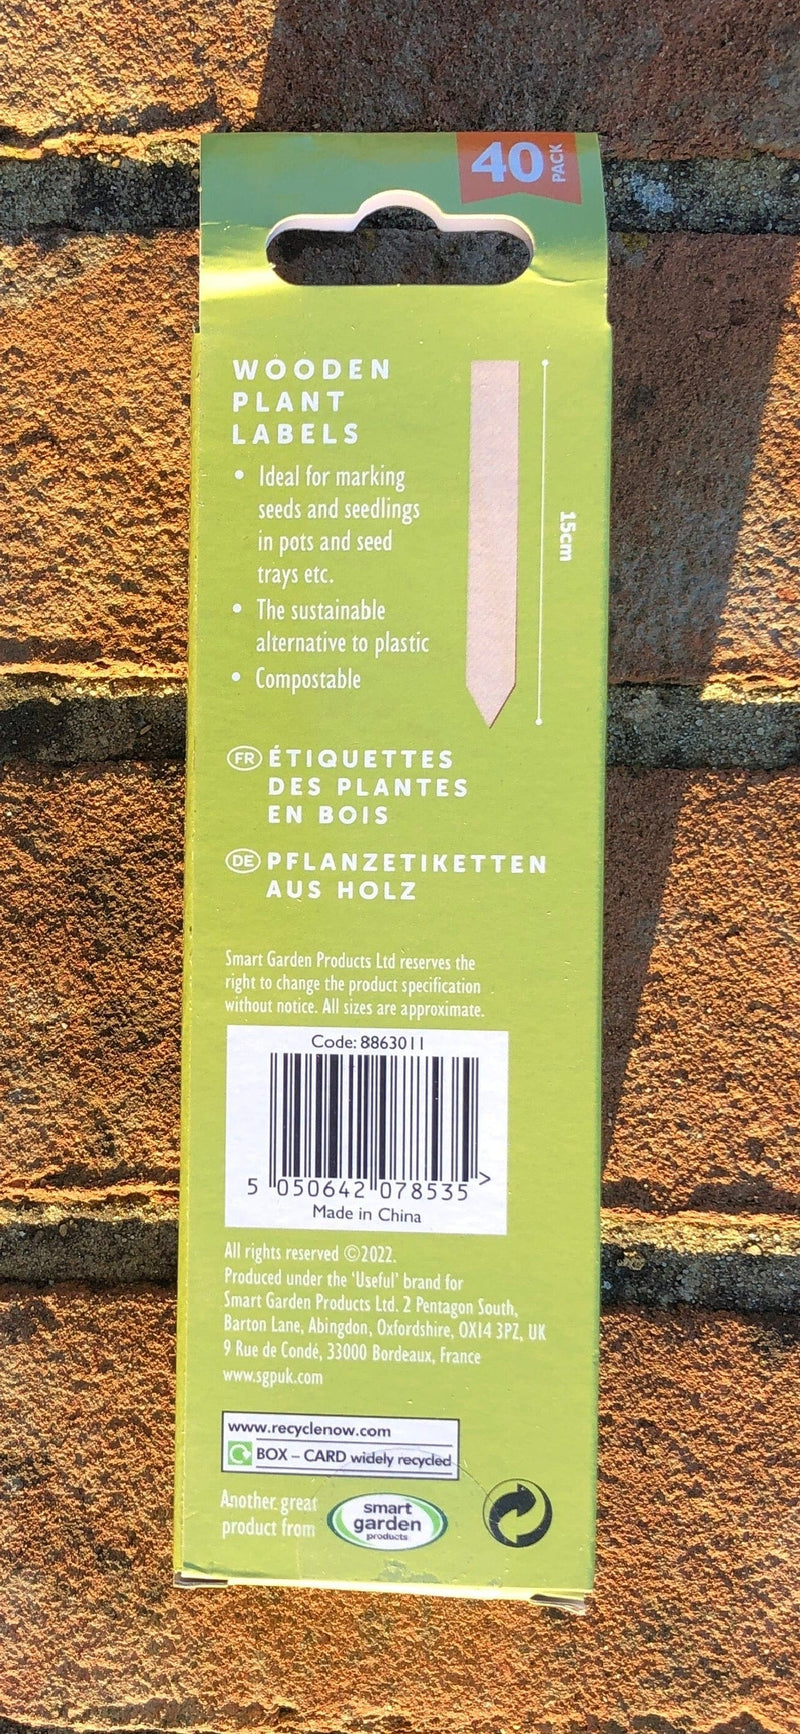 40 PACK
WOODEN
PLANT
LABELS
• Ideal for marking
seeds and seedlings
in pots and seed
trays etc.
• The sustainable
alternative to plastic
• Compostable
15cm
FR ÉTIQUETTES
DES PLANTES
EN BOIS
DE PFLANZETIKETTEN
AUS HOLZ
Smart Garden Products Ltd reserves the
right to change the product specification
without notice. All sizes are approximate.
Code: 8863011
5 050642 078535 >
Made in China
All rights reserved ©2022.
Produced under the ‘Useful’ brand for
Smart Garden Products Ltd. 2 Pentagon South,
Barton Lane, Abingdon, Oxfordshire, OX14 3PZ, UK
9 Rue de Condé, 33000 Bordeaux, France
www.sgpuk.com
www.recyclenow.com
BOX – CARD widely recycled
Another great
product from
smart
garden
products